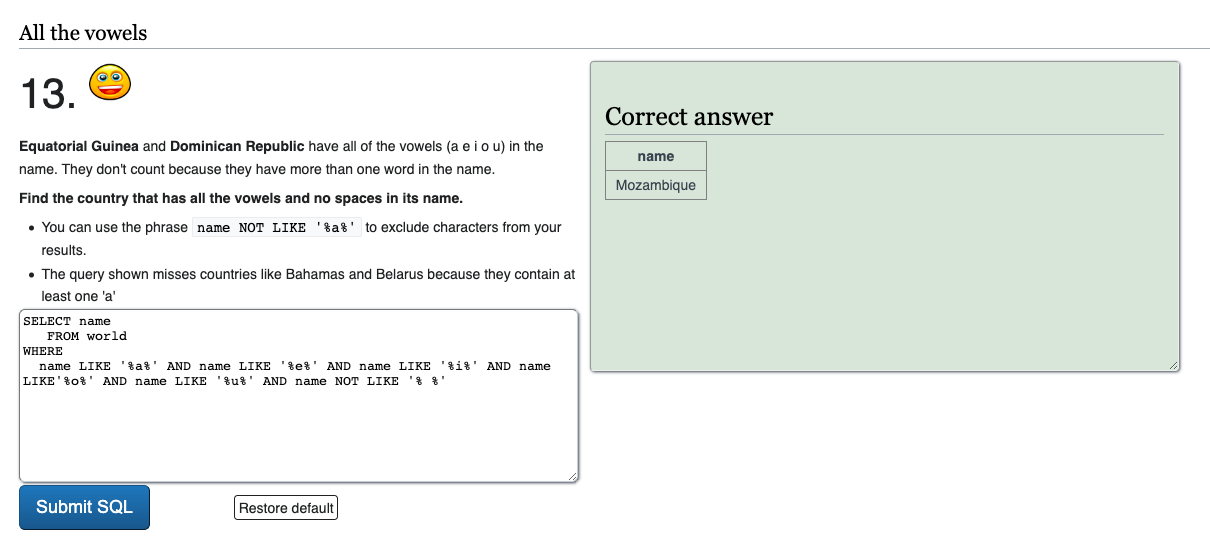 All the vowels
13.
Equatorial Guinea and Dominican Republic have all of the vowels (a e i o u) in the
name. They don't count because they have more than one word in the name.
Find the country that has all the vowels and no spaces in its name.
• You can use the phrase name NOT LIKE '%a%' to exclude characters from your
results.
• The query shown misses countries like Bahamas and Belarus because they contain at
least one 'a'
SELECT name
FROM world
WHERE
name LIKE '%a%' AND name LIKE '%e%' AND name LIKE '%i%' AND name
LIKE'%o%' AND name LIKE '%u%' AND name NOT LIKE '% %'
Submit SQL
Restore default
Correct answer
name
Mozambique